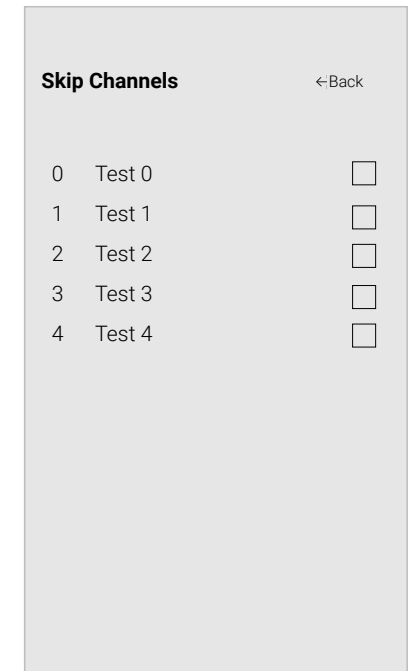 Skip Channels ←Back
0 Test 0
1 Test 1
2 Test 2
3 Test 3
4 Test 4